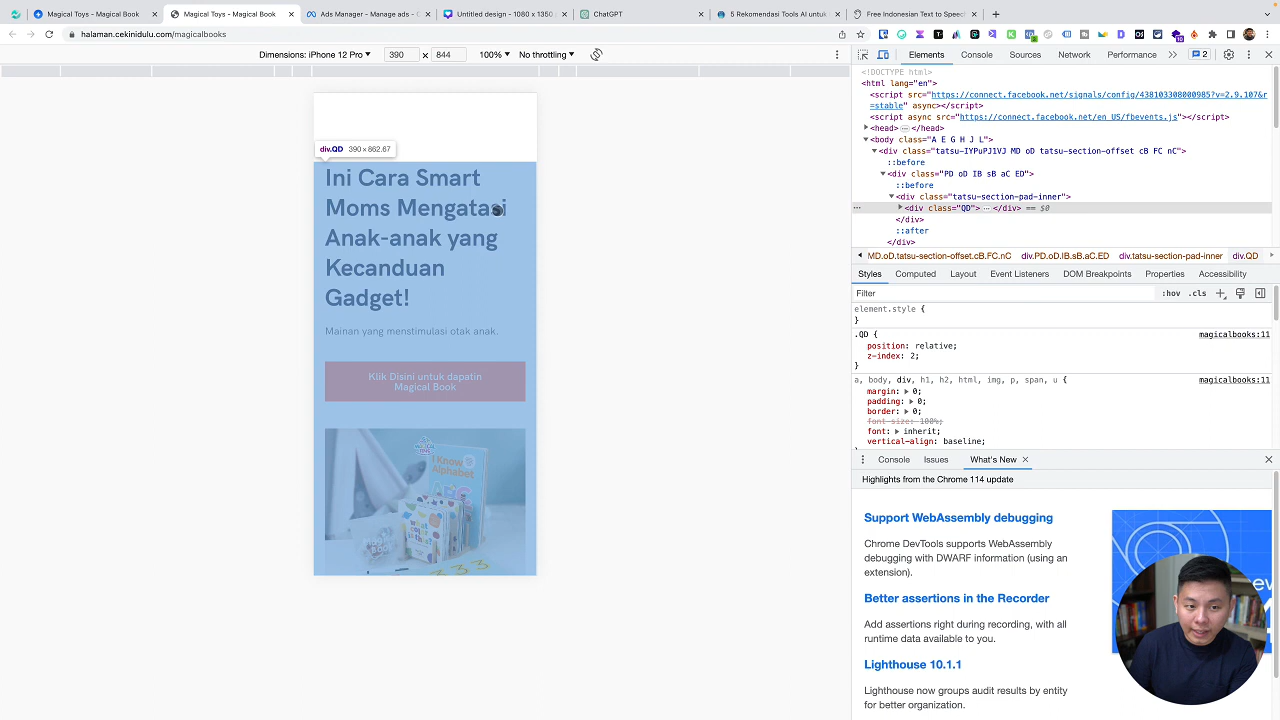 Magical Toys - Magical Book
Magical Toys - Magical Book
Ads Manager - Manage ads -
Untitled design - 1080 x 1350
ChatGPT
5 Rekomendasi Tools AI untuk
Free Indonesian Text to Speec
halaman.cekinidulu.com/magicalbooks
Dimensions: iPhone 12 Pro
390
×
844
100%
No throttling
Elements
Console
Sources
Network
Performance
2
div.QD 390 × 862.67
Ini Cara Smart
Moms Mengatasi
Anak-anak yang
Kecanduan
Gadget!
Mainan yang menstimulasi otak anak.
Klik Disini untuk dapatin
Magical Book
I Know
Alphabet
<!DOCTYPE html>
<html lang="en">
<script src="https://connect.facebook.net/signals/config/438103308000985?v=2.9.107&r
=stable" async></script>
<script async src="https://connect.facebook.net/en_US/fbevents.js"></script>
<head> … </head>
<body class="A E G H J L">
<div class="tatsu-IYPuPJ1VJ MD oD tatsu-section-offset cB FC nC">
::before
<div class="PD oD IB sB aC ED">
::before
<div class="tatsu-section-pad-inner">
<div class="QD"> … </div> == $0
</div>
::after
</div>
MD.oD.tatsu-section-offset.cB.FC.nC
div.PD.oD.IB.sB.aC.ED
div.tatsu-section-pad-inner
div.QD
Styles
Computed
Layout
Event Listeners
DOM Breakpoints
Properties
Accessibility
Filter
:hov
.cls
element.style {
}
.QD {
magicalbooks:11
position: relative;
z-index: 2;
}
a, body, div, h1, h2, html, img, p, span, u {
magicalbooks:11
margin: 0;
padding: 0;
border: 0;
font-size: 100%;
font: inherit;
vertical-align: baseline;
Console
Issues
What's New
Highlights from the Chrome 114 update
Support WebAssembly debugging
Chrome DevTools supports WebAssembly
debugging with DWARF information (using an
extension).
Better assertions in the Recorder
Add assertions right during recording, with all
runtime data available to you.
Lighthouse 10.1.1
Lighthouse now groups audit results by entity
for better organization.